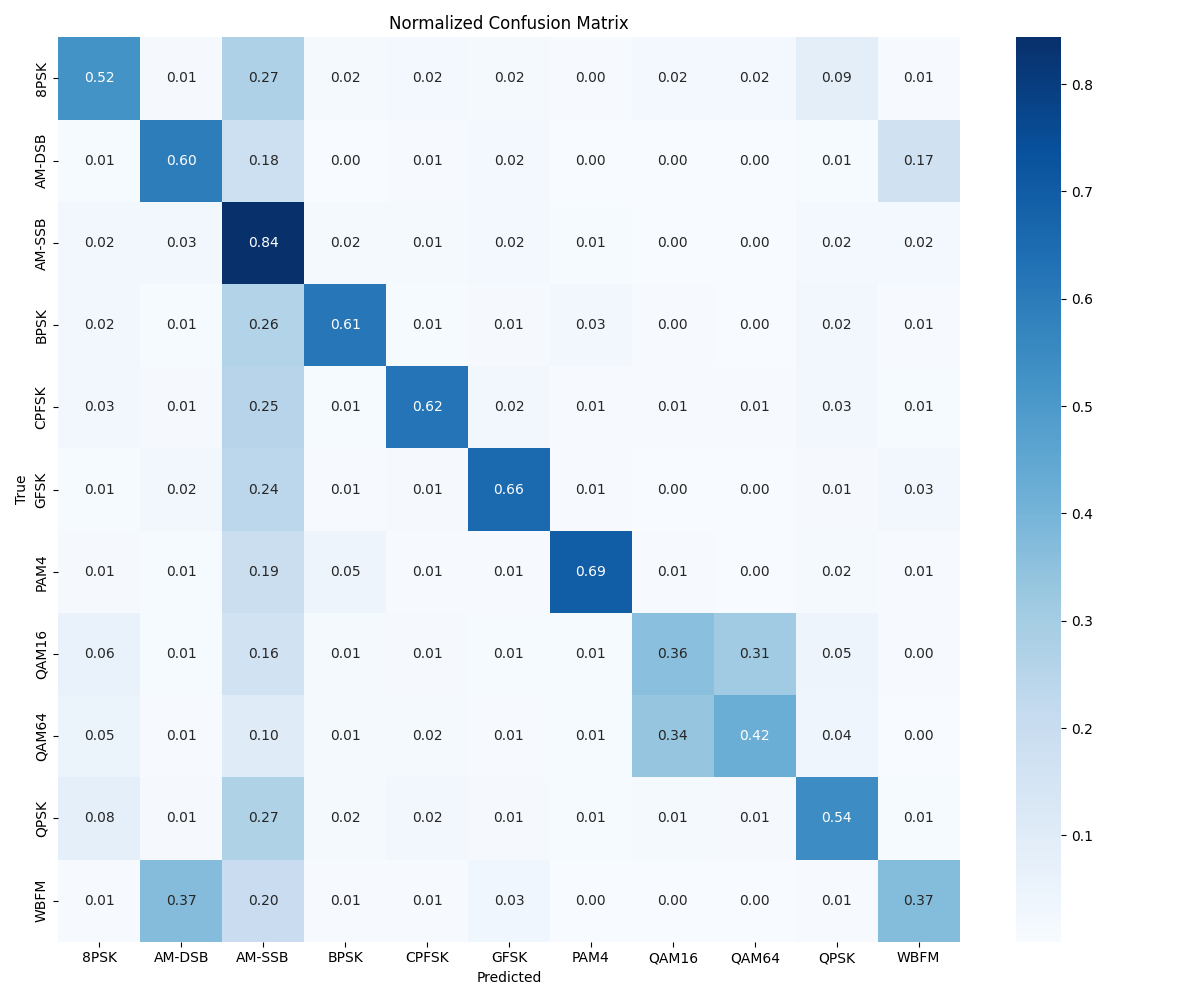 Normalized Confusion Matrix
8PSK 0.52 0.01 0.27 0.02 0.02 0.02 0.00 0.02 0.02 0.09 0.01
AM-DSB 0.01 0.60 0.18 0.00 0.01 0.02 0.00 0.00 0.00 0.01 0.17
AM-SSB 0.02 0.03 0.84 0.02 0.01 0.02 0.01 0.00 0.00 0.02 0.02
BPSK 0.02 0.01 0.26 0.61 0.01 0.01 0.03 0.00 0.00 0.02 0.01
CPFSK 0.03 0.01 0.25 0.01 0.62 0.02 0.01 0.01 0.01 0.03 0.01
GFSK 0.01 0.02 0.24 0.01 0.01 0.66 0.01 0.00 0.00 0.01 0.03
PAM4 0.01 0.01 0.19 0.05 0.01 0.01 0.69 0.01 0.00 0.02 0.01
QAM16 0.06 0.01 0.16 0.01 0.01 0.01 0.01 0.36 0.31 0.05 0.00
QAM64 0.05 0.01 0.10 0.01 0.02 0.01 0.01 0.34 0.42 0.04 0.00
QPSK 0.08 0.01 0.27 0.02 0.02 0.01 0.01 0.01 0.01 0.54 0.01
WBFM 0.01 0.37 0.20 0.01 0.01 0.03 0.00 0.00 0.00 0.01 0.37
8PSK AM-DSB AM-SSB BPSK CPFSK GFSK PAM4 QAM16 QAM64 QPSK WBFM
Predicted
True
0.8
0.7
0.6
0.5
0.4
0.3
0.2
0.1